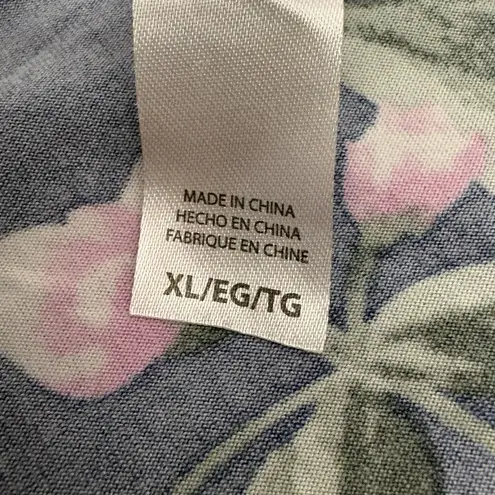 MADE IN CHINA
HECHO EN CHINA
FABRIQUE EN CHINE
XL/EG/TG